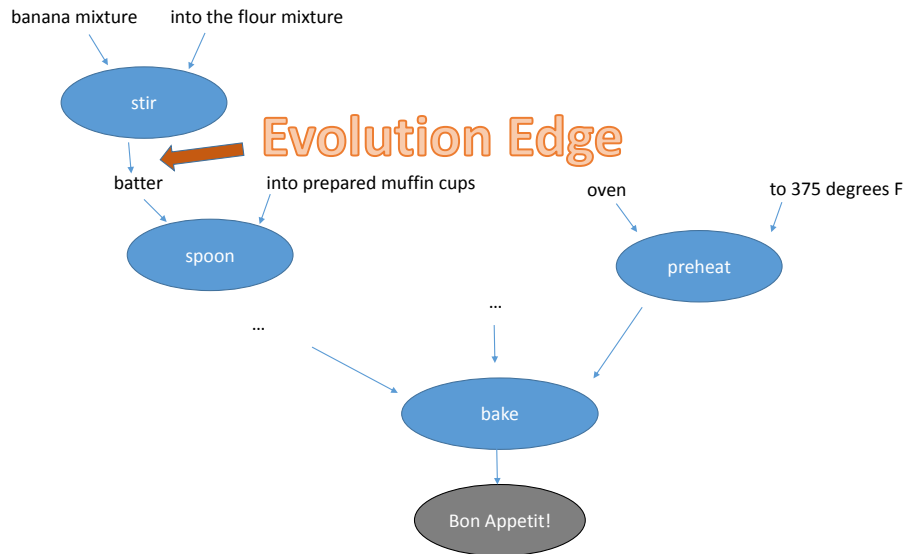 banana mixture
into the flour mixture
stir
Evolution Edge
batter
into prepared muffin cups
oven
to 375 degrees F
spoon
preheat
...
...
bake
Bon Appetit!